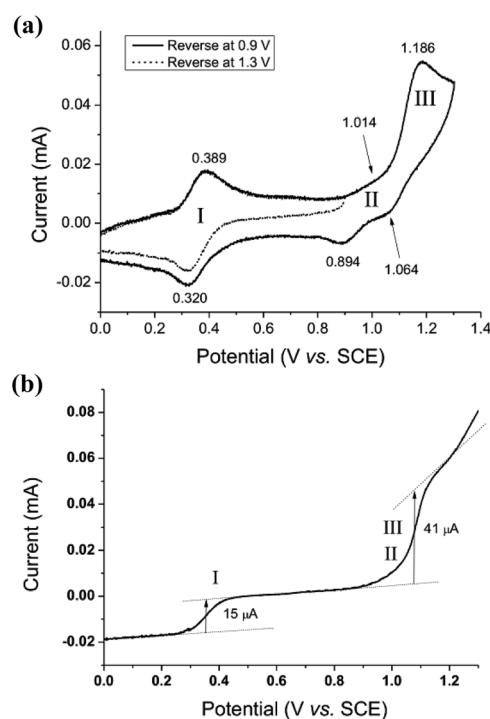 (a)
Reverse at 0.9 V
Reverse at 1.3 V
0.06
0.04
0.02
0.00
-0.02
Current (mA)
0.389
I
0.320
1.014
II
0.894
1.064
1.186
III
0.0 0.2 0.4 0.6 0.8 1.0 1.2 1.4
Potential (V vs. SCE)
(b)
0.08
0.06
0.04
0.02
0.00
-0.02
Current (mA)
I
15 µA
III
II
41 µA
0.0 0.2 0.4 0.6 0.8 1.0 1.2
Potential (V vs. SCE)